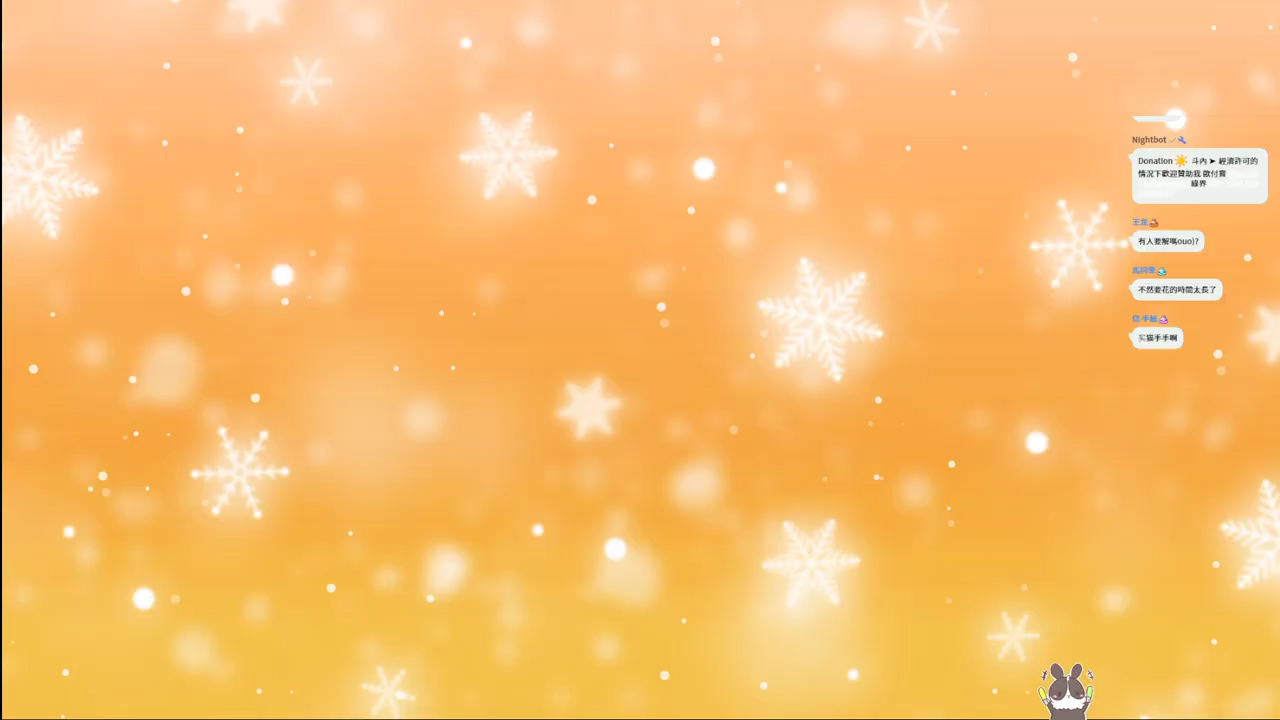 Nightbot
Donation ☀️ 斗內 ➤ 經濟許可的
情況下歡迎贊助我 歐付寶
綠界
王龙
有人要解嗎ouo)?
不然要花的時間太長了
买猫手手啊